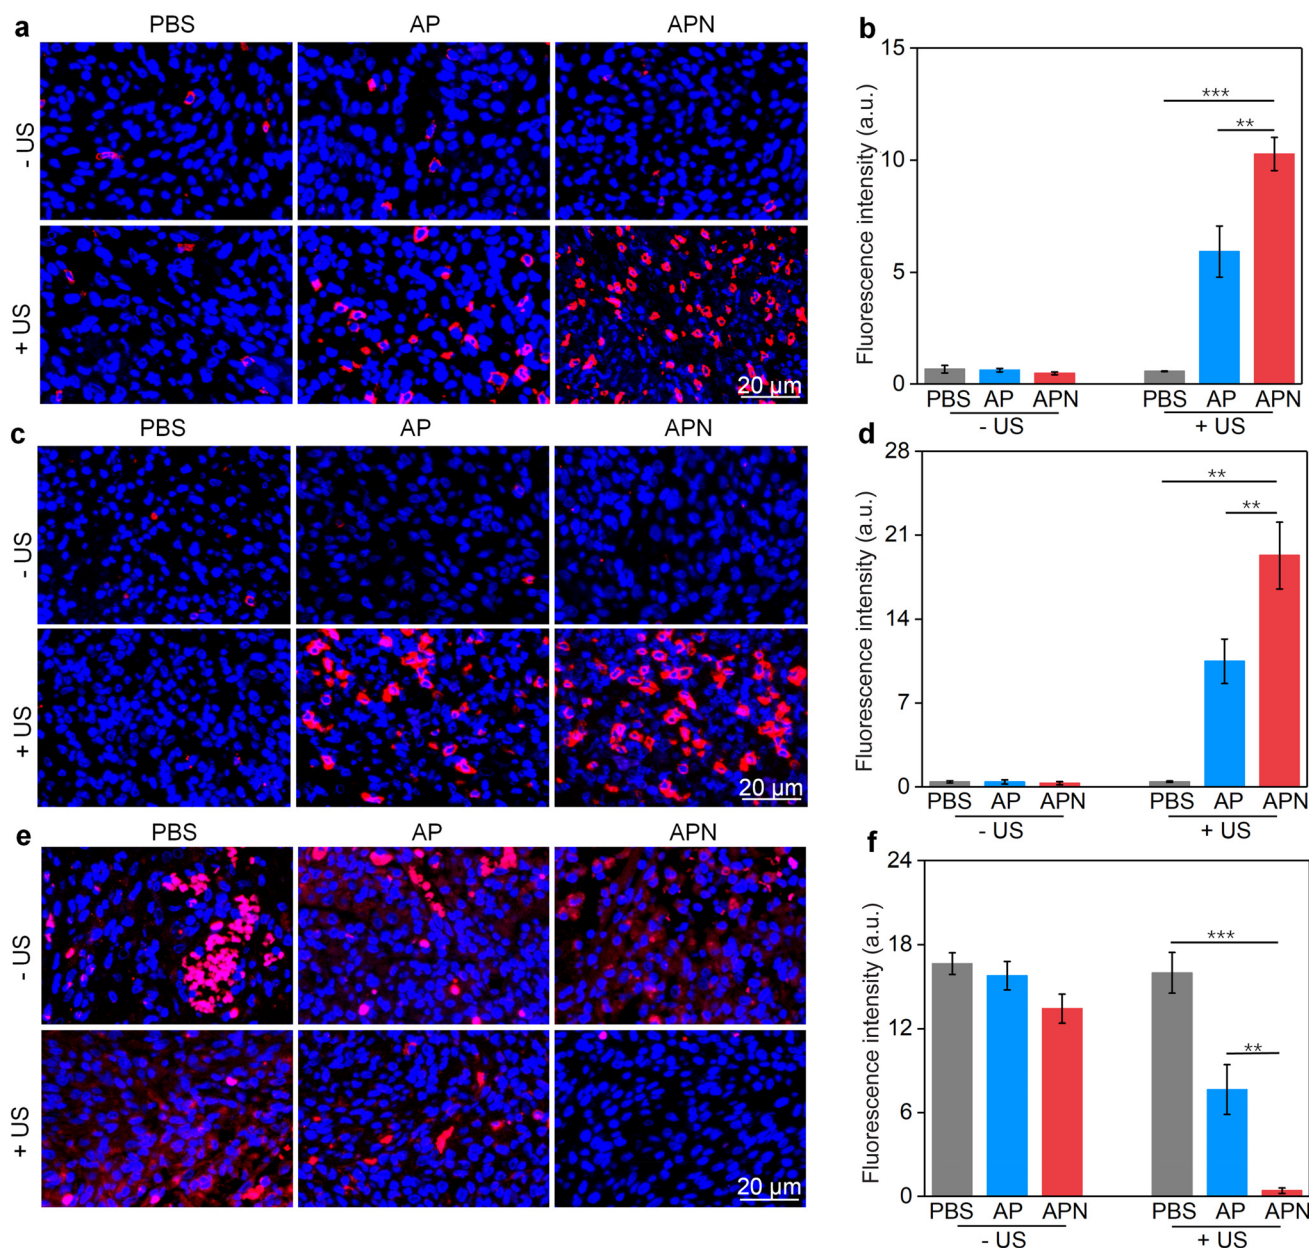 a
PBS AP APN
- US
+ US
20 µm
b
Fluorescence intensity (a.u.)
15
10
5
0
***
**
PBS AP APN PBS AP APN
- US + US
c
PBS AP APN
- US
+ US
20 µm
d
Fluorescence intensity (a.u.)
28
21
14
7
0
**
**
PBS AP APN PBS AP APN
- US + US
e
PBS AP APN
- US
+ US
20 µm
f
Fluorescence intensity (a.u.)
24
18
12
6
0
***
**
PBS AP APN PBS AP APN
- US + US